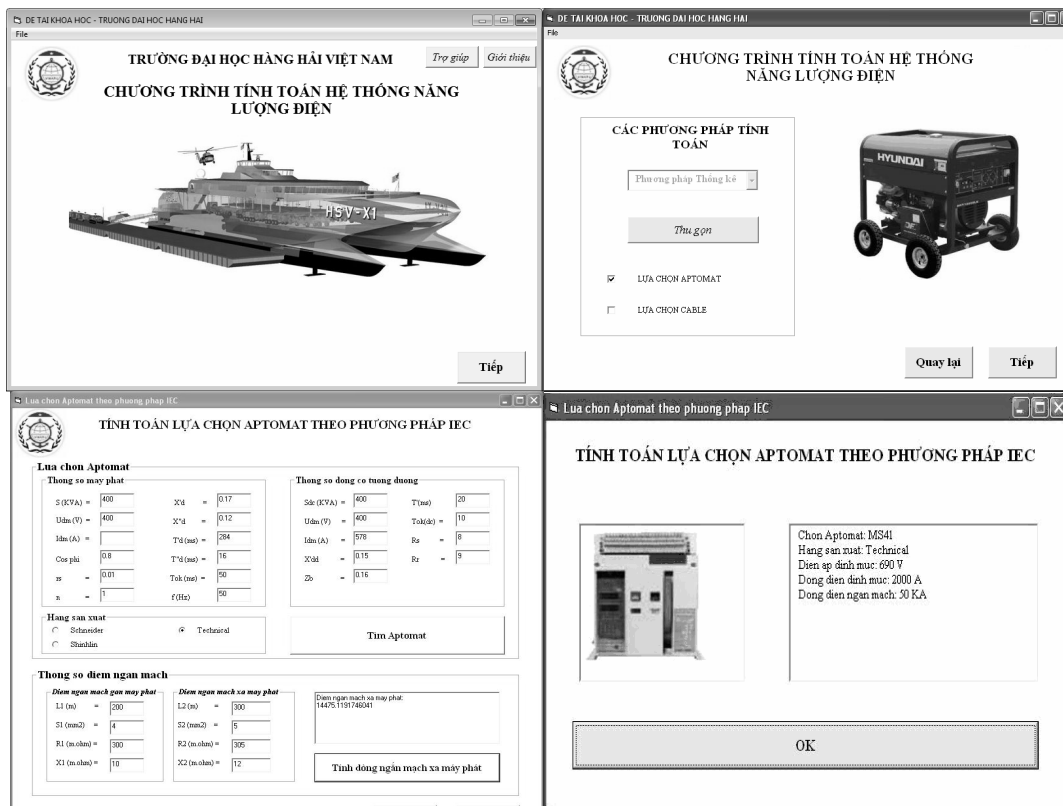 DE TAI KHOA HOC - TRUONG DAI HOC HANG HAI
File
TRƯỜNG ĐẠI HỌC HÀNG HẢI VIỆT NAM
Trợ giúp
Giới thiệu
CHƯƠNG TRÌNH TÍNH TOÁN HỆ THỐNG NĂNG
LƯỢNG ĐIỆN
HSV-X1
Tiếp
DE TAI KHOA HOC - TRUONG DAI HOC HANG HAI
File
CHƯƠNG TRÌNH TÍNH TOÁN HỆ THỐNG
NĂNG LƯỢNG ĐIỆN
CÁC PHƯƠNG PHÁP TÍNH
TOÁN
Phương pháp Thống kê
Thu gọn
LỰA CHỌN APTOMAT
LỰA CHỌN CABLE
HYUNDAI
Quay lại
Tiếp
Lua chon Aptomat theo phuong phap IEC
TÍNH TOÁN LỰA CHỌN APTOMAT THEO PHƯƠNG PHÁP IEC
Lua chon Aptomat
Thong so may phat
S (KVA) = 400 X'd = 0.17
Udm (V) = 400 X"d = 0.12
Idm (A) = T'd (ms) = 284
Cos phi 0.8 T"d (ms) = 16
rs = 0.01 Tok (ms) = 50
n = 1 f (Hz) 50
Thong so dong co tuong duong
Sdc (KVA) = 400 T'(ms) 20
Udm (V) = 400 Tok(dc) = 10
Idm (A) = 578 Rs = 8
X'dd = 0.15 Rr = 9
Zb = 0.16
Hang san xuat
Schneider Technical
Shinhlin
Tim Aptomat
Thong so diem ngan mach
Diem ngan mach gan may phat
L1 (m) = 200
S1 (mm2) = 4
R1 (m.ohm) = 300
X1 (m.ohm) = 10
Diem ngan mach xa may phat
L2 (m) = 300
S2 (mm2) = 5
R2 (m.ohm) = 305
X2 (m.ohm) = 12
Diem ngan mach xa may phat:
14475.1191746041
Tính dòng ngắn mạch xa máy phát
Lua chon Aptomat theo phuong phap IEC
TÍNH TOÁN LỰA CHỌN APTOMAT THEO PHƯƠNG PHÁP IEC
Chon Aptomat: MS41
Hang san xuat: Technical
Dien ap dinh muc: 690 V
Dong dien dinh muc: 2000 A
Dong dien ngan mach: 50 KA
OK